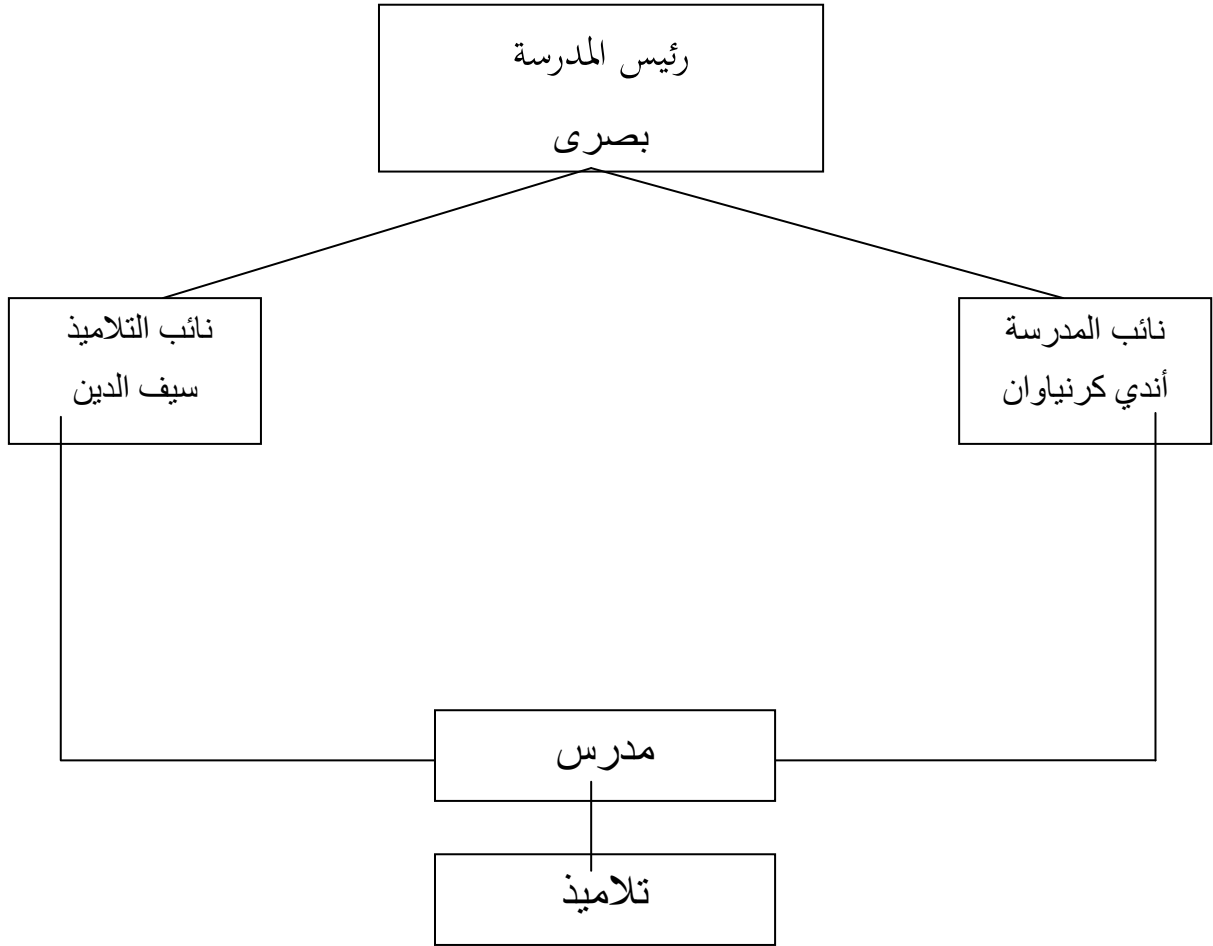 رئيس المدرسة
بصرى
نائب المدرسة
أندي كرنياوان
نائب التلاميذ
سيف الدين
مدرس
تلاميذ